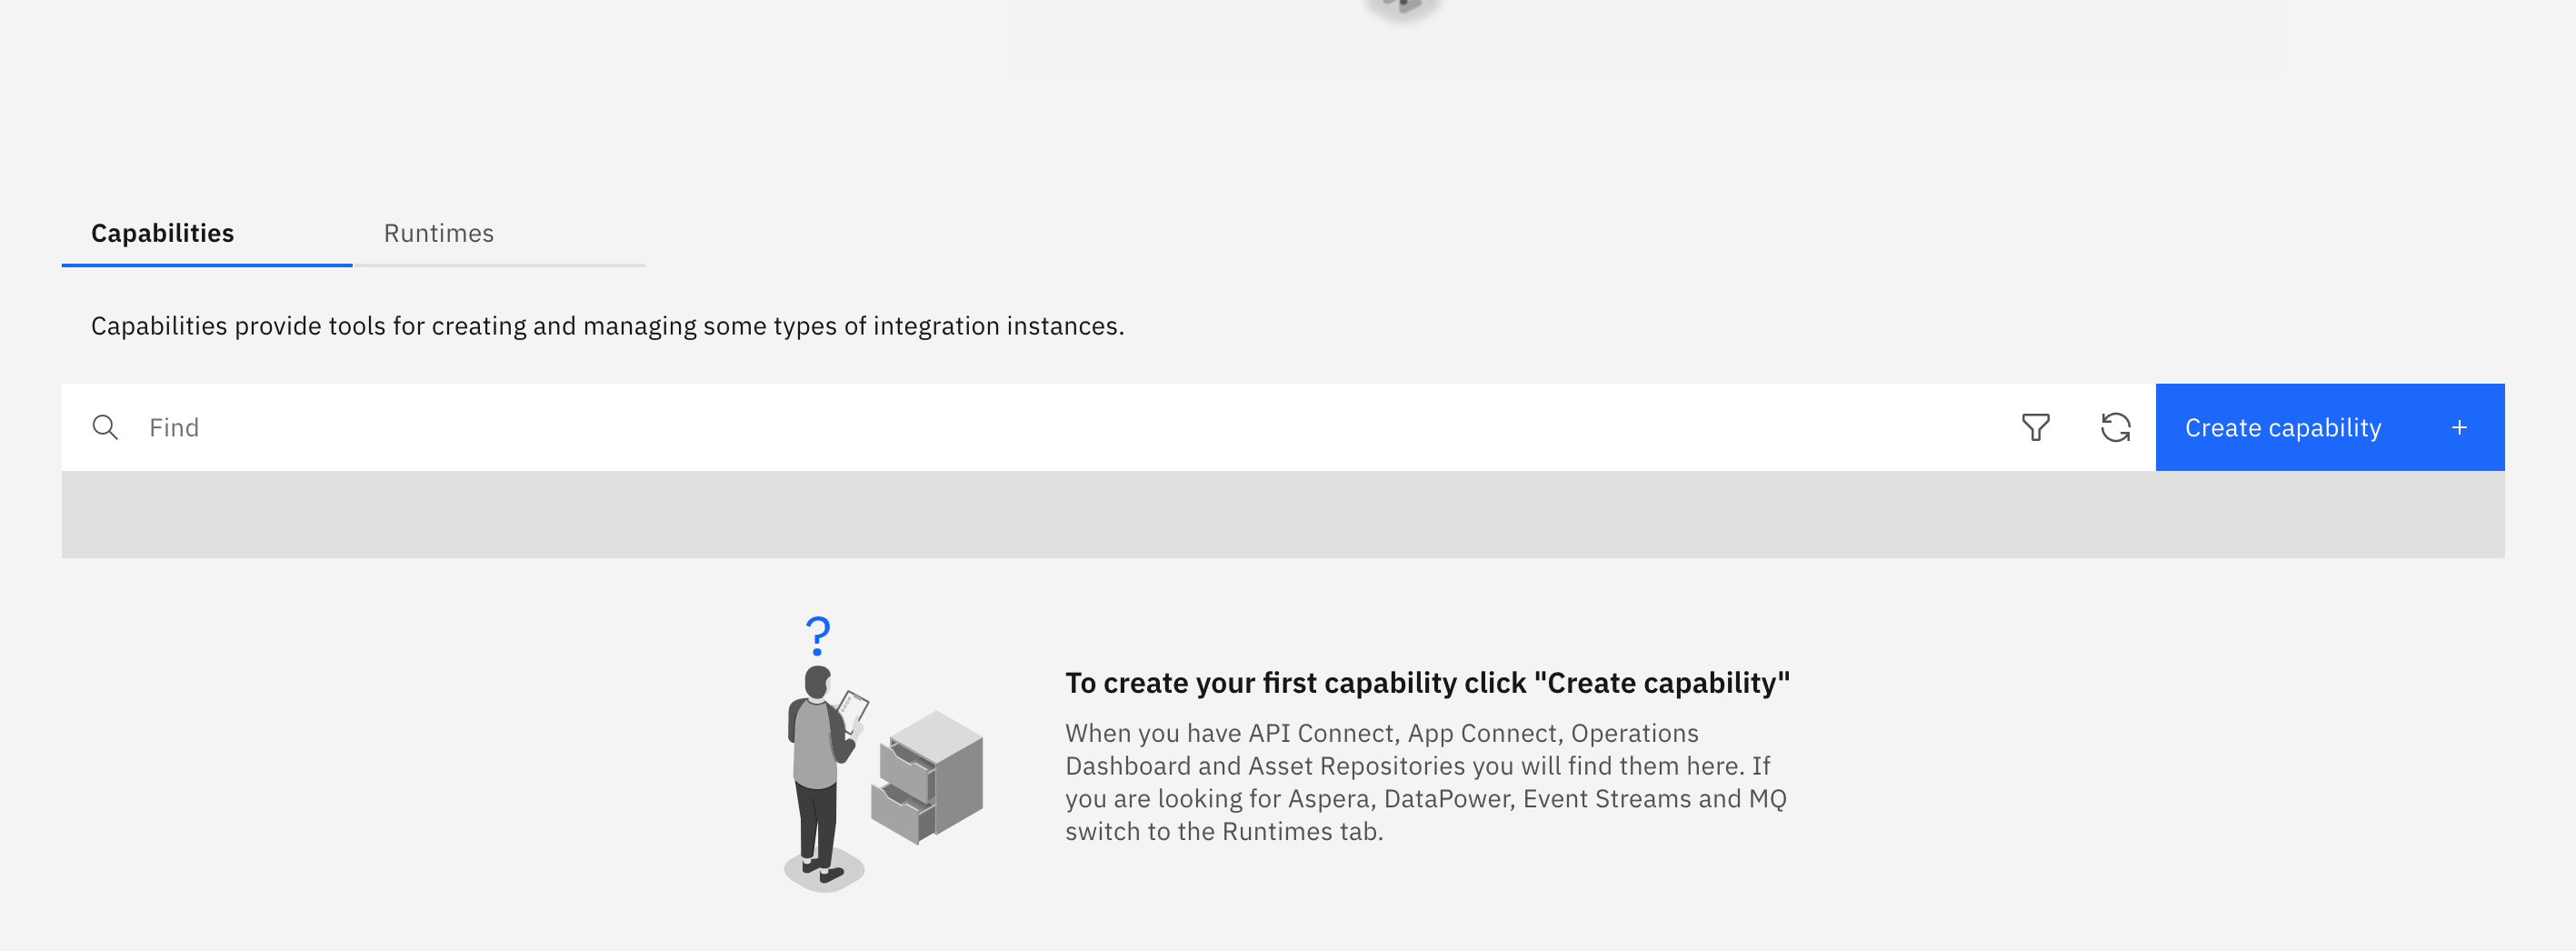 Capabilities
Runtimes
Capabilities provide tools for creating and managing some types of integration instances.
Find
Create capability +
?
To create your first capability click "Create capability"
When you have API Connect, App Connect, Operations
Dashboard and Asset Repositories you will find them here. If
you are looking for Aspera, DataPower, Event Streams and MQ
switch to the Runtimes tab.